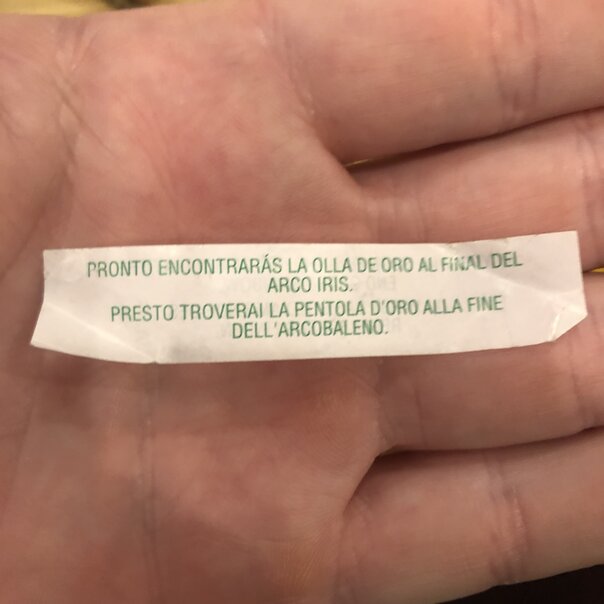 PRONTO ENCONTRARÁS LA OLLA DE ORO AL FINAL DEL
ARCO IRIS.
PRESTO TROVERAI LA PENTOLA D'ORO ALLA FINE
DELL'ARCOBALENO.